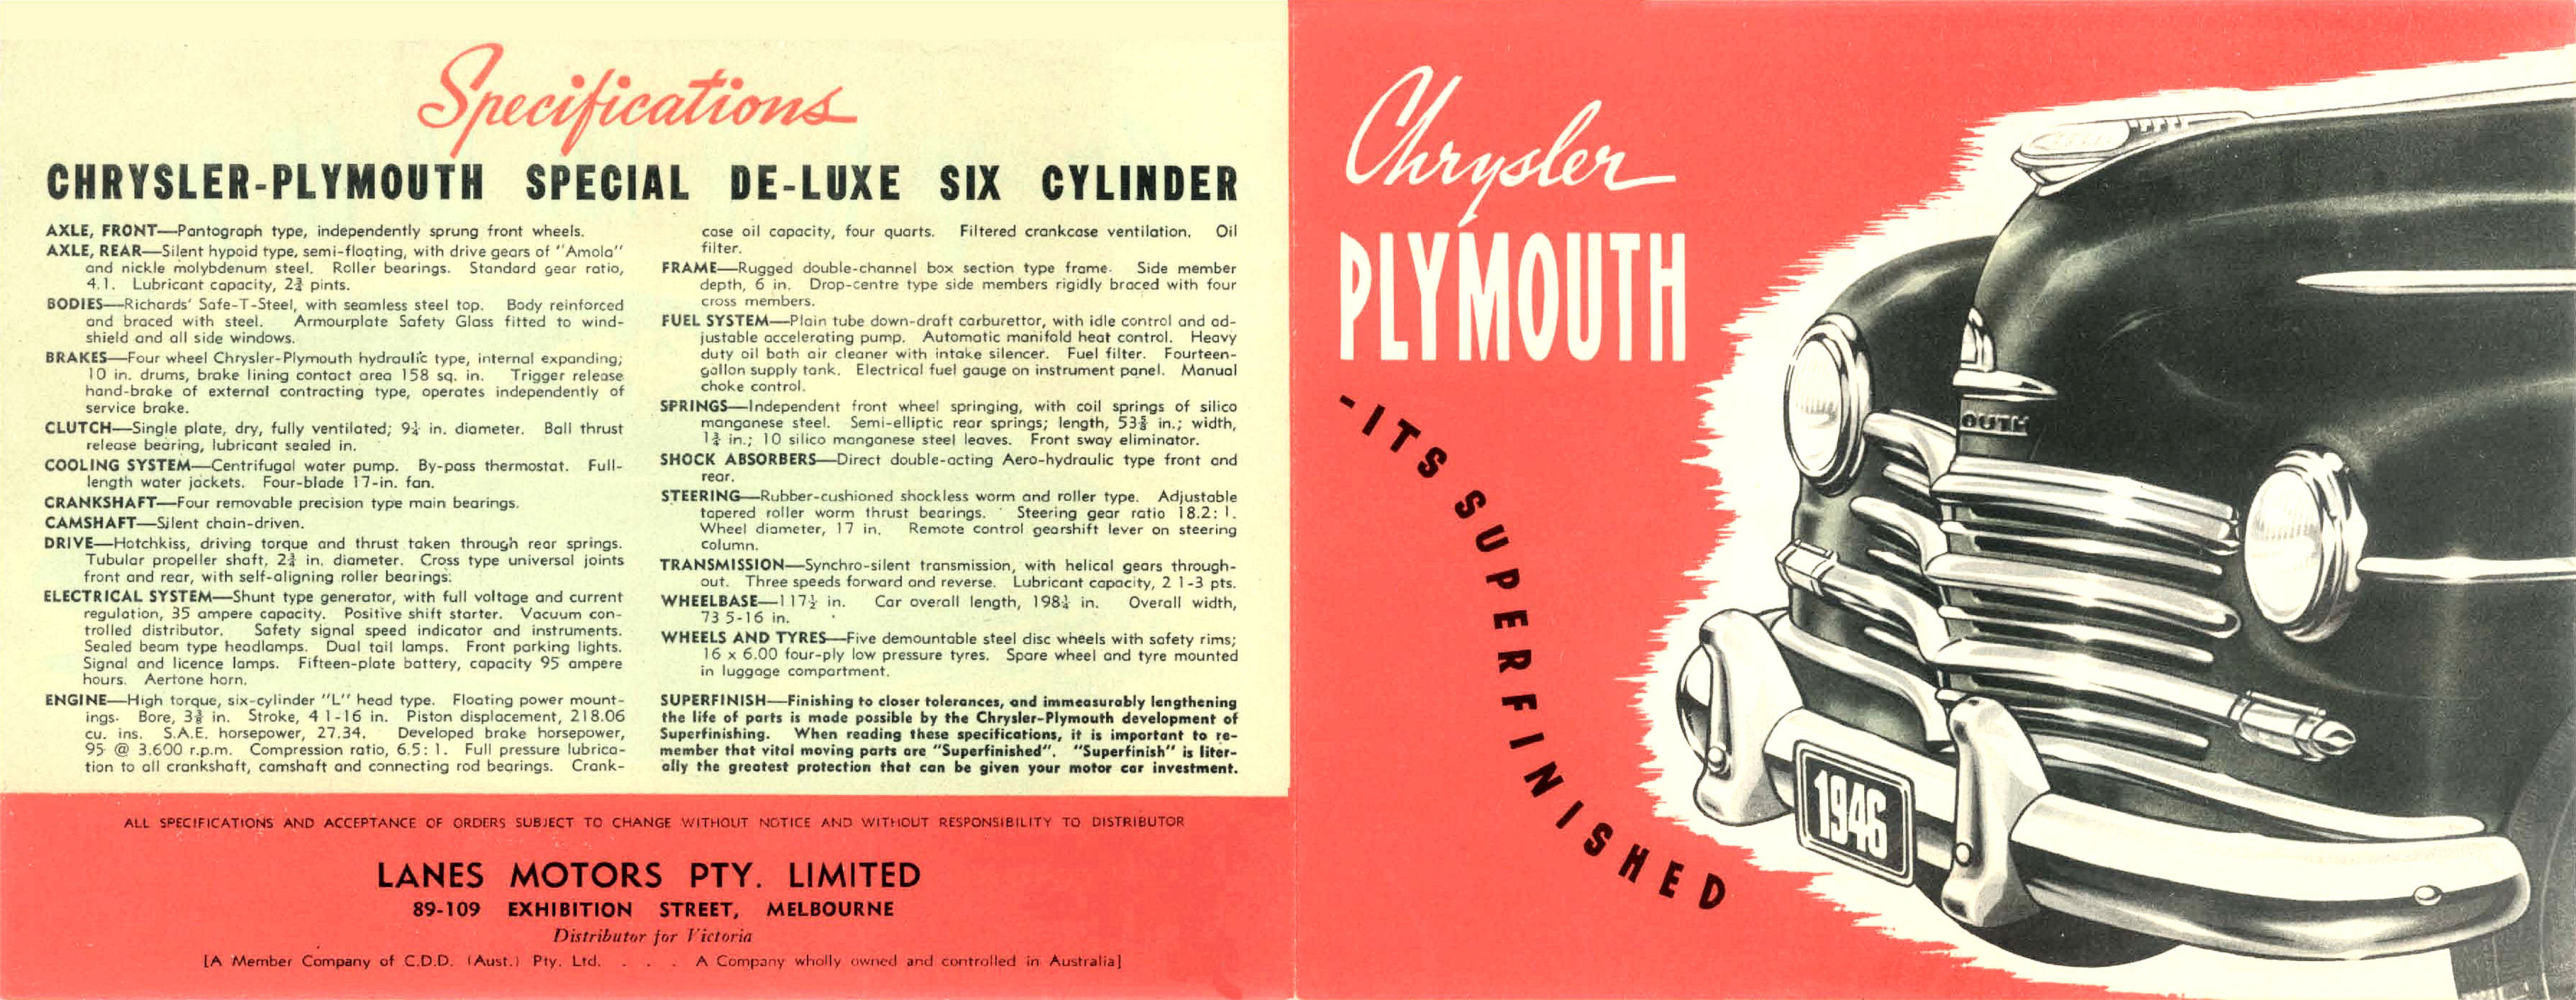 Specifications
CHRYSLER-PLYMOUTH SPECIAL DE-LUXE SIX CYLINDER
AXLE, FRONT—Pantograph type, independently sprung front wheels.
AXLE, REAR—Silent hypoid type, semi-floating, with drive gears of "Amola"
and nickle molybdenum steel. Roller bearings. Standard gear ratio,
4.1. Lubricant capacity, 2¾ pints.
BODIES—Richards' Safe-T-Steel, with seamless steel top. Body reinforced
and braced with steel. Armourplate Safety Glass fitted to wind-
shield and all side windows.
BRAKES—Four wheel Chrysler-Plymouth hydraulic type, internal expanding;
10 in. drums, brake lining contact area 158 sq. in. Trigger release
hand-brake of external contracting type, operates independently of
service brake.
CLUTCH—Single plate, dry, fully ventilated; 9¼ in. diameter. Ball thrust
release bearing, lubricant sealed in.
COOLING SYSTEM—Centrifugal water pump. By-pass thermostat. Full-
length water jackets. Four-blade 17-in. fan.
CRANKSHAFT—Four removable precision type main bearings.
CAMSHAFT—Silent chain-driven.
DRIVE—Hotchkiss, driving torque and thrust taken through rear springs.
Tubular propeller shaft, 2¾ in. diameter. Cross type universal joints
front and rear, with self-aligning roller bearings.
ELECTRICAL SYSTEM—Shunt type generator, with full voltage and current
regulation, 35 ampere capacity. Positive shift starter. Vacuum con-
trolled distributor. Safety signal speed indicator and instruments.
Sealed beam type headlamps. Dual tail lamps. Front parking lights.
Signal and licence lamps. Fifteen-plate battery, capacity 95 ampere
hours. Aertone horn.
ENGINE—High torque, six-cylinder "L" head type. Floating power mount-
ings. Bore, 3⅜ in. Stroke, 4 1-16 in. Piston displacement, 218.06
cu. ins. S.A.E. horsepower, 27.34. Developed brake horsepower,
95 @ 3.600 r.p.m. Compression ratio, 6.5: 1. Full pressure lubrica-
tion to all crankshaft, camshaft and connecting rod bearings. Crank-
case oil capacity, four quarts. Filtered crankcase ventilation. Oil
filter.
FRAME—Rugged double-channel box section type frame. Side member
depth, 6 in. Drop-centre type side members rigidly braced with four
cross members.
FUEL SYSTEM—Plain tube down-draft carburettor, with idle control and ad-
justable accelerating pump. Automatic manifold heat control. Heavy
duty oil bath air cleaner with intake silencer. Fuel filter. Fourteen-
gallon supply tank. Electrical fuel gauge on instrument panel. Manual
choke control.
SPRINGS—Independent front wheel springing, with coil springs of silico
manganese steel. Semi-elliptic rear springs; length, 53⅝ in.; width,
1¾ in.; 10 silico manganese steel leaves. Front sway eliminator.
SHOCK ABSORBERS—Direct double-acting Aero-hydraulic type front and
rear.
STEERING—Rubber-cushioned shockless worm and roller type. Adjustable
tapered roller worm thrust bearings. Steering gear ratio 18.2: 1.
Wheel diameter, 17 in. Remote control gearshift lever on steering
column.
TRANSMISSION—Synchro-silent transmission, with helical gears through-
out. Three speeds forward and reverse. Lubricant capacity, 2 1-3 pts.
WHEELBASE—117½ in. Car overall length, 198¼ in. Overall width,
73 5-16 in.
WHEELS AND TYRES—Five demountable steel disc wheels with safety rims;
16 x 6.00 four-ply low pressure tyres. Spare wheel and tyre mounted
in luggage compartment.
SUPERFINISH—Finishing to closer tolerances, and immeasurably lengthening
the life of parts is made possible by the Chrysler-Plymouth development of
Superfinishing. When reading these specifications, it is important to re-
member that vital moving parts are "Superfinished". "Superfinish" is liter-
ally the greatest protection that can be given your motor car investment.
ALL SPECIFICATIONS AND ACCEPTANCE OF ORDERS SUBJECT TO CHANGE WITHOUT NOTICE AND WITHOUT RESPONSIBILITY TO DISTRIBUTOR
LANES MOTORS PTY. LIMITED
89-109 EXHIBITION STREET, MELBOURNE
Distributor for Victoria
[A Member Company of C.D.D. (Aust.) Pty. Ltd. . . . A Company wholly owned and controlled in Australia]
Chrysler
PLYMOUTH
-ITS SUPERFINISHED
OUTH
1946